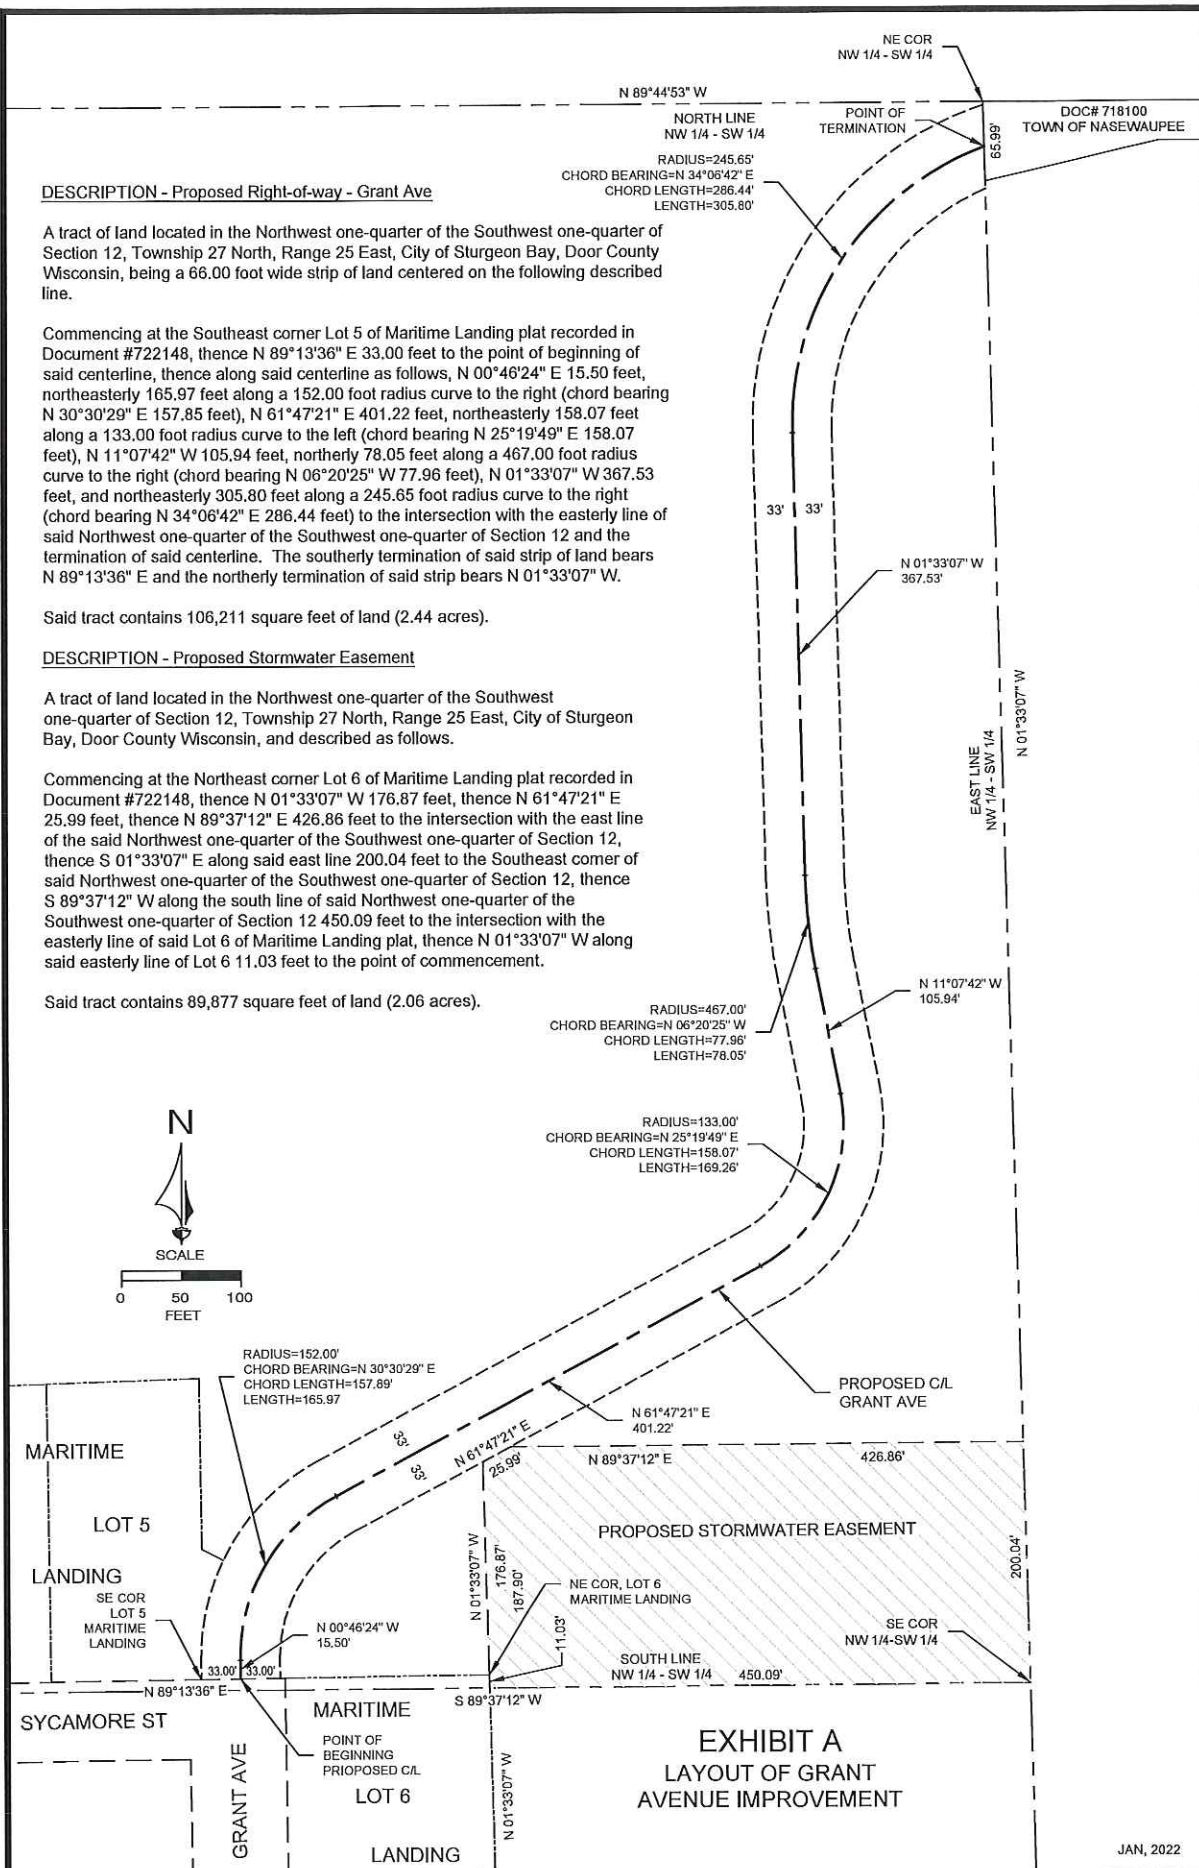 NE COR
NW 1/4 - SW 1/4
N 89°44'53" W
NORTH LINE
NW 1/4 - SW 1/4
POINT OF
TERMINATION
65.99'
DOC# 718100
TOWN OF NASEWAUPEE
RADIUS=245.65'
CHORD BEARING=N 34°06'42" E
CHORD LENGTH=286.44'
LENGTH=305.80'
DESCRIPTION - Proposed Right-of-way - Grant Ave
A tract of land located in the Northwest one-quarter of the Southwest one-quarter of
Section 12, Township 27 North, Range 25 East, City of Sturgeon Bay, Door County
Wisconsin, being a 66.00 foot wide strip of land centered on the following described
line.
Commencing at the Southeast corner Lot 5 of Maritime Landing plat recorded in
Document #722148, thence N 89°13'36" E 33.00 feet to the point of beginning of
said centerline, thence along said centerline as follows, N 00°46'24" E 15.50 feet,
northeasterly 165.97 feet along a 152.00 foot radius curve to the right (chord bearing
N 30°30'29" E 157.85 feet), N 61°47'21" E 401.22 feet, northeasterly 158.07 feet
along a 133.00 foot radius curve to the left (chord bearing N 25°19'49" E 158.07
feet), N 11°07'42" W 105.94 feet, northerly 78.05 feet along a 467.00 foot radius
curve to the right (chord bearing N 06°20'25" W 77.96 feet), N 01°33'07" W 367.53
feet, and northeasterly 305.80 feet along a 245.65 foot radius curve to the right
(chord bearing N 34°06'42" E 286.44 feet) to the intersection with the easterly line of
said Northwest one-quarter of the Southwest one-quarter of Section 12 and the
termination of said centerline. The southerly termination of said strip of land bears
N 89°13'36" E and the northerly termination of said strip bears N 01°33'07" W.
Said tract contains 106,211 square feet of land (2.44 acres).
33' 33'
N 01°33'07" W
367.53'
DESCRIPTION - Proposed Stormwater Easement
A tract of land located in the Northwest one-quarter of the Southwest
one-quarter of Section 12, Township 27 North, Range 25 East, City of Sturgeon
Bay, Door County Wisconsin, and described as follows.
Commencing at the Northeast corner Lot 6 of Maritime Landing plat recorded in
Document #722148, thence N 01°33'07" W 176.87 feet, thence N 61°47'21" E
25.99 feet, thence N 89°37'12" E 426.86 feet to the intersection with the east line
of the said Northwest one-quarter of the Southwest one-quarter of Section 12,
thence S 01°33'07" E along said east line 200.04 feet to the Southeast corner of
said Northwest one-quarter of the Southwest one-quarter of Section 12, thence
S 89°37'12" W along the south line of said Northwest one-quarter of the
Southwest one-quarter of Section 12 450.09 feet to the intersection with the
easterly line of said Lot 6 of Maritime Landing plat, thence N 01°33'07" W along
said easterly line of Lot 6 11.03 feet to the point of commencement.
Said tract contains 89,877 square feet of land (2.06 acres).
EAST LINE
NW 1/4 - SW 1/4
N 01°33'07" W
N 11°07'42" W
105.94'
RADIUS=467.00'
CHORD BEARING=N 06°20'25" W
CHORD LENGTH=77.96'
LENGTH=78.05'
RADIUS=133.00'
CHORD BEARING=N 25°19'49" E
CHORD LENGTH=158.07'
LENGTH=169.26'
N
SCALE
0 50 100
FEET
RADIUS=152.00'
CHORD BEARING=N 30°30'29" E
CHORD LENGTH=157.89'
LENGTH=165.97
PROPOSED C/L
GRANT AVE
N 61°47'21" E
401.22'
33'
33'
N 61°47'21" E
25.99'
N 89°37'12" E
426.86'
MARITIME
LOT 5
LANDING
SE COR
LOT 5
MARITIME
LANDING
PROPOSED STORMWATER EASEMENT
200.04'
N 01°33'07" W
176.87'
187.90'
NE COR, LOT 6
MARITIME LANDING
11.03'
N 00°46'24" W
15.50'
SE COR
NW 1/4-SW 1/4
SOUTH LINE
NW 1/4 - SW 1/4
450.09'
33.00' 33.00'
N 89°13'36" E
S 89°37'12" W
SYCAMORE ST
MARITIME
POINT OF
BEGINNING
PRIOPOSED C/L
LOT 6
LANDING
GRANT AVE
N 01°33'07" W
EXHIBIT A
LAYOUT OF GRANT
AVENUE IMPROVEMENT
JAN, 2022